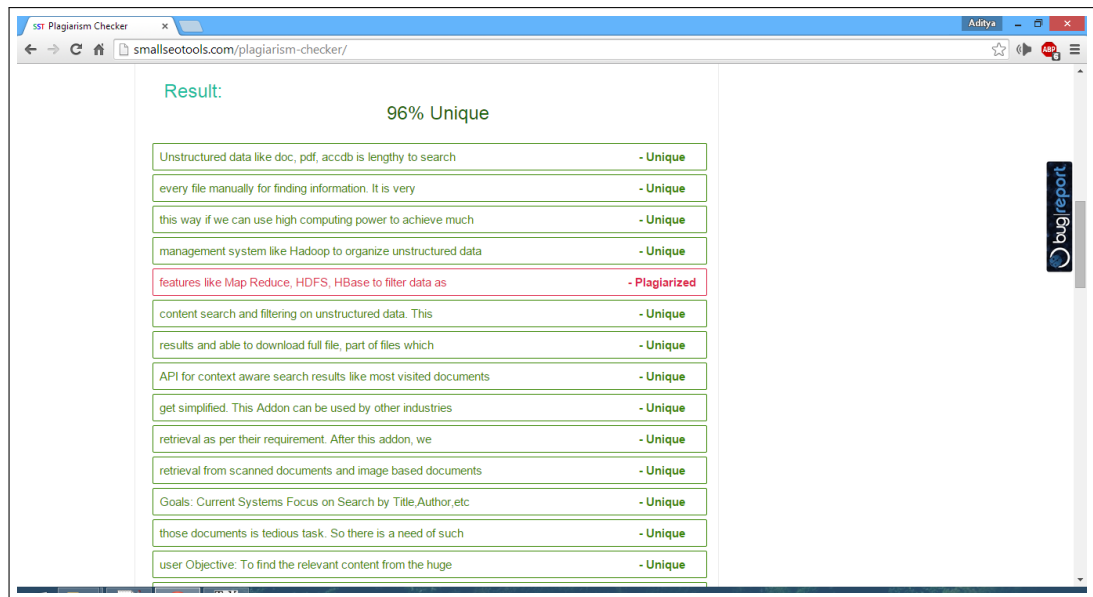 SST Plagiarism Checker
Aditya
smallseotools.com/plagiarism-checker/
ABP
Result:
96% Unique
Unstructured data like doc, pdf, accdb is lengthy to search - Unique
every file manually for finding information. It is very - Unique
this way if we can use high computing power to achieve much - Unique
management system like Hadoop to organize unstructured data - Unique
features like Map Reduce, HDFS, HBase to filter data as - Plagiarized
content search and filtering on unstructured data. This - Unique
results and able to download full file, part of files which - Unique
API for context aware search results like most visited documents - Unique
get simplified. This Addon can be used by other industries - Unique
retrieval as per their requirement. After this addon, we - Unique
retrieval from scanned documents and image based documents - Unique
Goals: Current Systems Focus on Search by Title,Author,etc - Unique
those documents is tedious task. So there is a need of such - Unique
user Objective: To find the relevant content from the huge - Unique
bug|report